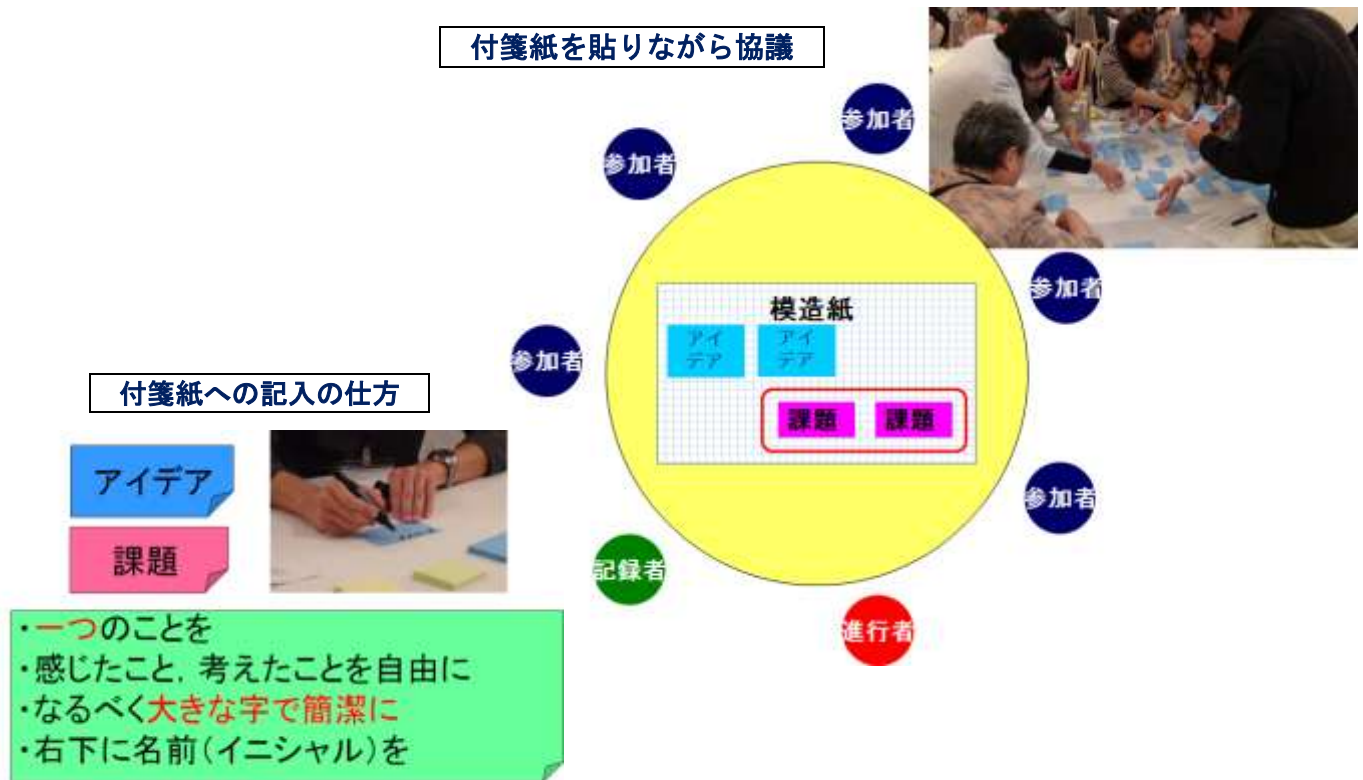 付箋紙を貼りながら協議
参加者
参加者
参加者
参加者
参加者
模造紙
アイ
デア
アイ
デア
課題
課題
記録者
進行者
付箋紙への記入の仕方
アイデア
課題
・一つのことを
・感じたこと，考えたことを自由に
・なるべく大きな字で簡潔に
・右下に名前（イニシャル）を